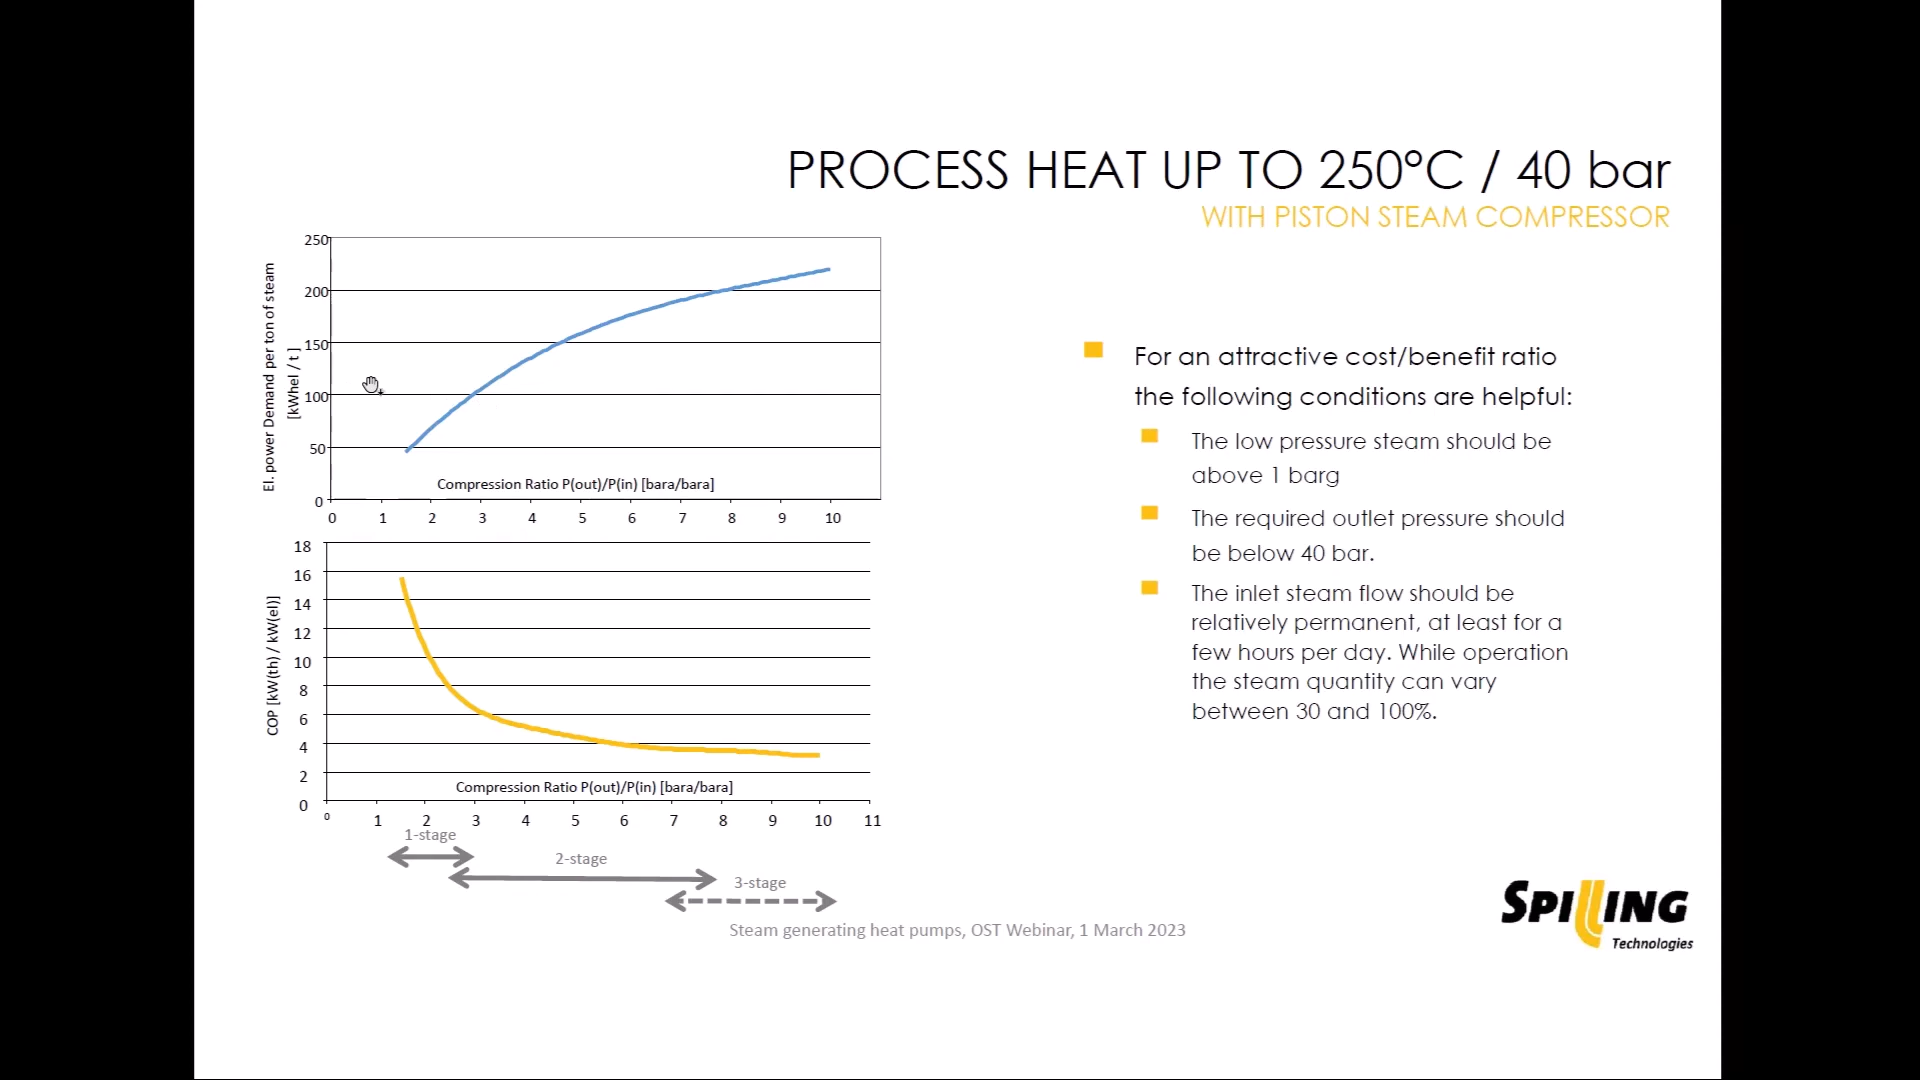 PROCESS HEAT UP TO 250°C / 40 bar
WITH PISTON STEAM COMPRESSOR
El. power Demand per ton of steam
[kWhel / t ]
250
200
150
100
50
0
Compression Ratio P(out)/P(in) [bara/bara]
0 1 2 3 4 5 6 7 8 9 10
COP [kW(th) / kW(el)]
18
16
14
12
10
8
6
4
2
0
Compression Ratio P(out)/P(in) [bara/bara]
0 1 2 3 4 5 6 7 8 9 10 11
1-stage
2-stage
3-stage
For an attractive cost/benefit ratio
the following conditions are helpful:
The low pressure steam should be
above 1 barg
The required outlet pressure should
be below 40 bar.
The inlet steam flow should be
relatively permanent, at least for a
few hours per day. While operation
the steam quantity can vary
between 30 and 100%.
Steam generating heat pumps, OST Webinar, 1 March 2023
SPILLING
Technologies